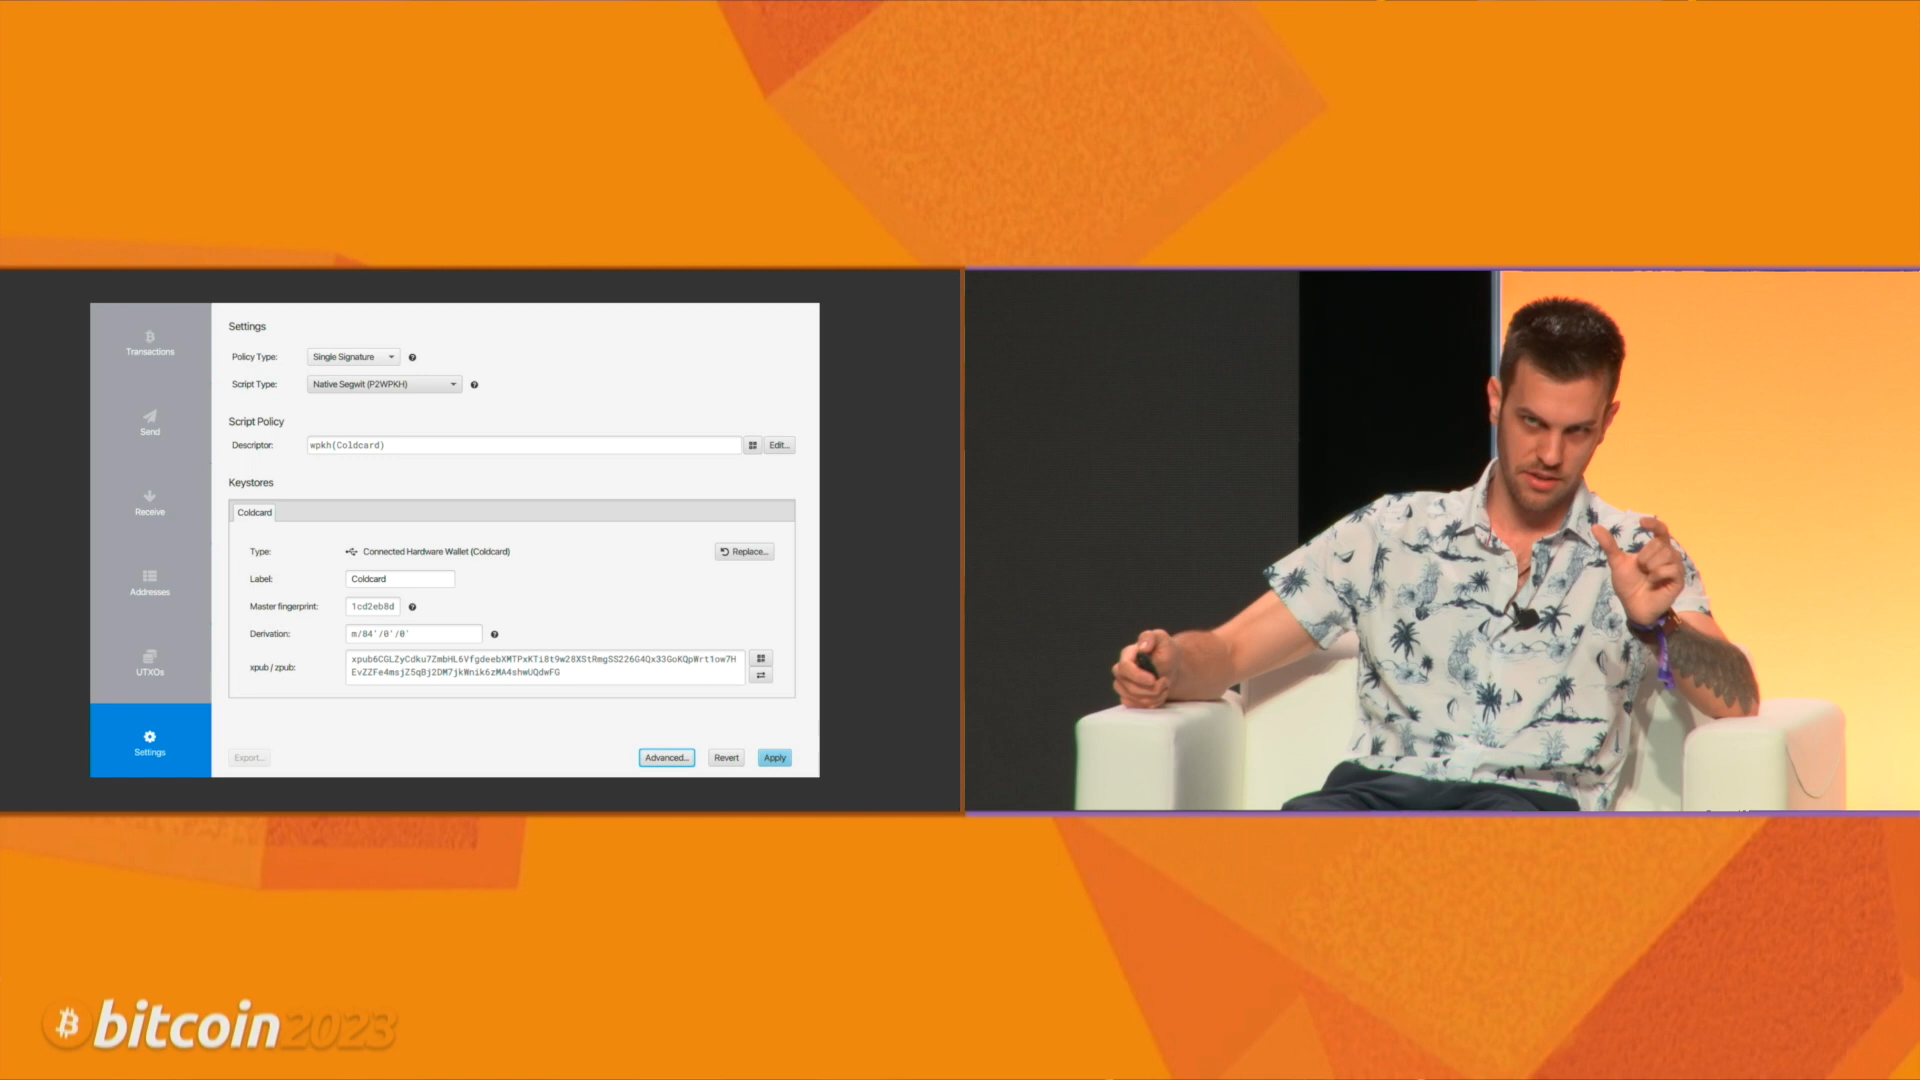 Transactions
Send
Receive
Addresses
UTXOs
Settings
Settings
Policy Type: Single Signature
Script Type: Native Segwit (P2WPKH)
Script Policy
Descriptor: wpkh(Coldcard) Edit...
Keystores
Coldcard
Type: Connected Hardware Wallet (Coldcard) Replace...
Label: Coldcard
Master fingerprint: 1cd2eb8d
Derivation: m/84'/0'/0'
xpub / zpub: xpub6CGLZyCdku7ZmbHL6VfgdeebXMTPxKTi8t9w28XStRmgSS226G4Qx33GoKQpWrt1ow7H
EvZZFe4msjZ5qBj2DM7jkWnik6zMA4shwUQdwFG
Export... Advanced... Revert Apply
bitcoin 2023